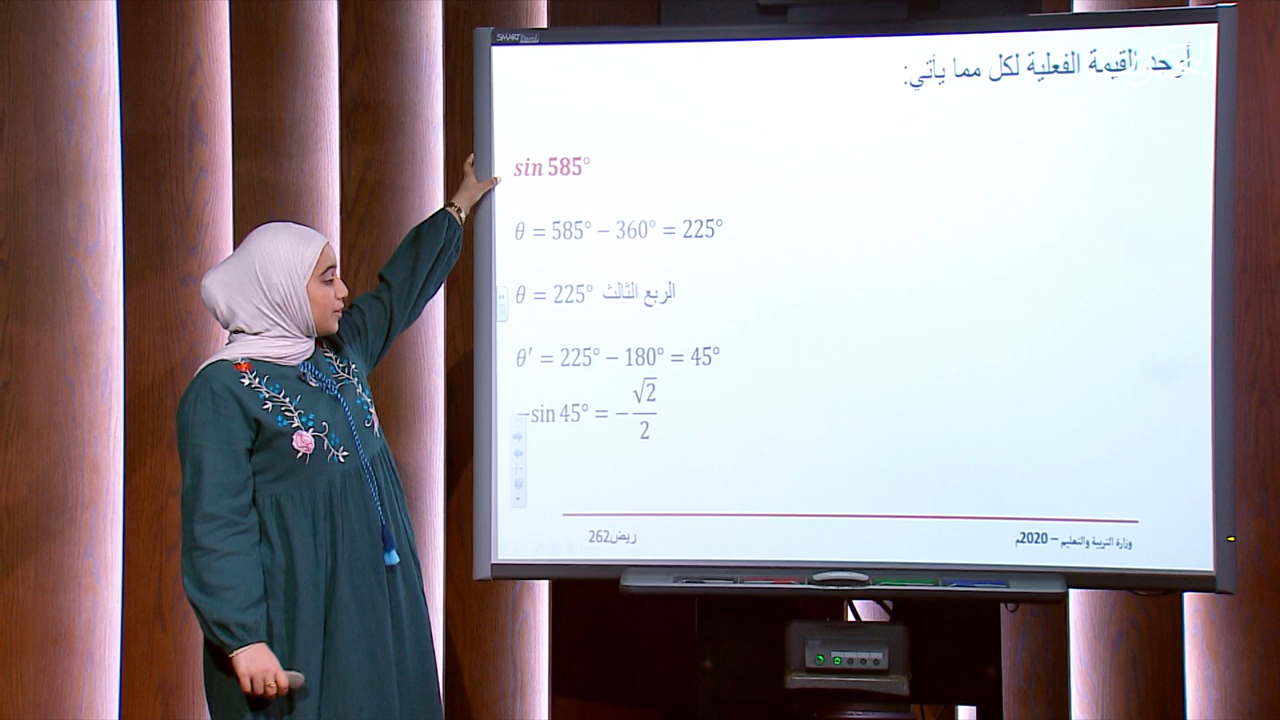 SMART Board
أوجد القيمة الفعلية لكل مما يأتي:
sin 585°
θ = 585° − 360° = 225°
θ = 225° الربع الثالث
θ′ = 225° − 180° = 45°
−sin 45° = −√2/2
ريض262
وزارة التربية والتعليم – 2020م